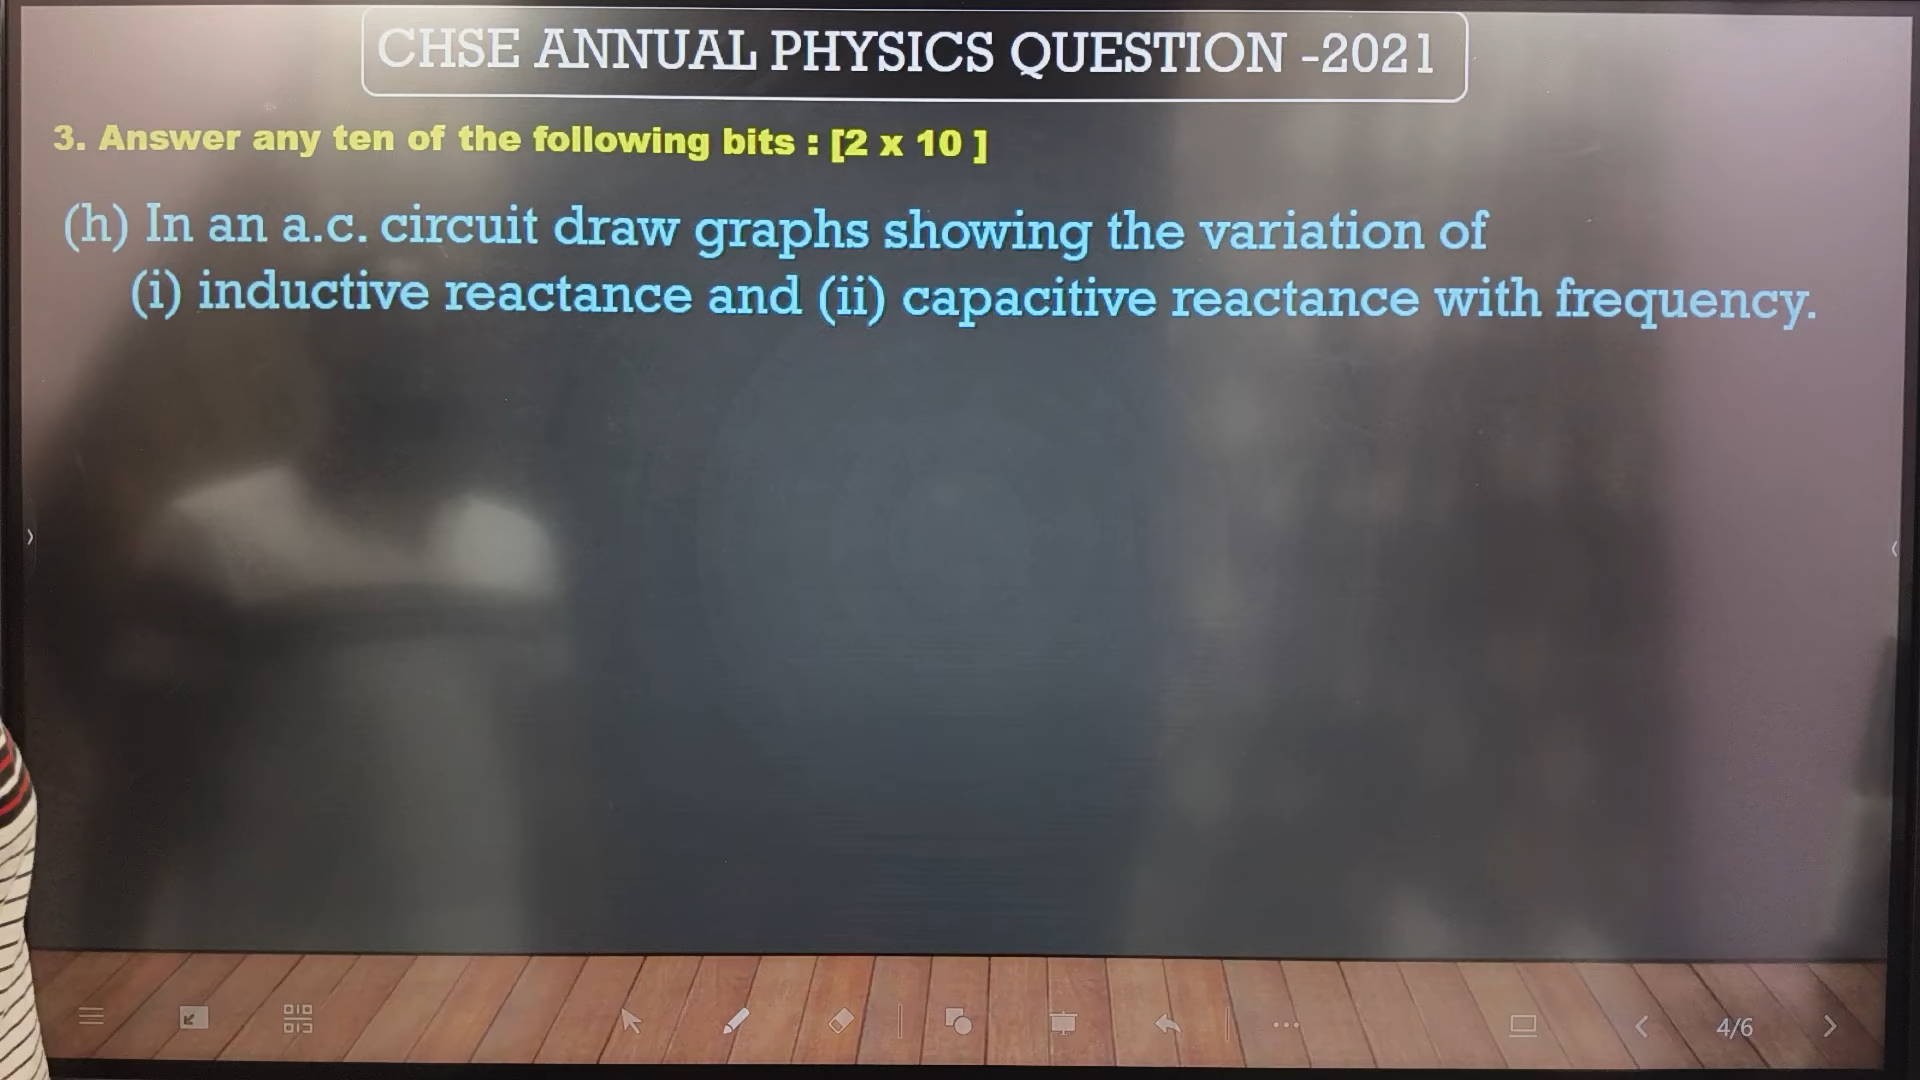 CHSE ANNUAL PHYSICS QUESTION -2021
3. Answer any ten of the following bits : [2 x 10 ]
(h) In an a.c. circuit draw graphs showing the variation of
(i) inductive reactance and (ii) capacitive reactance with frequency.
4/6